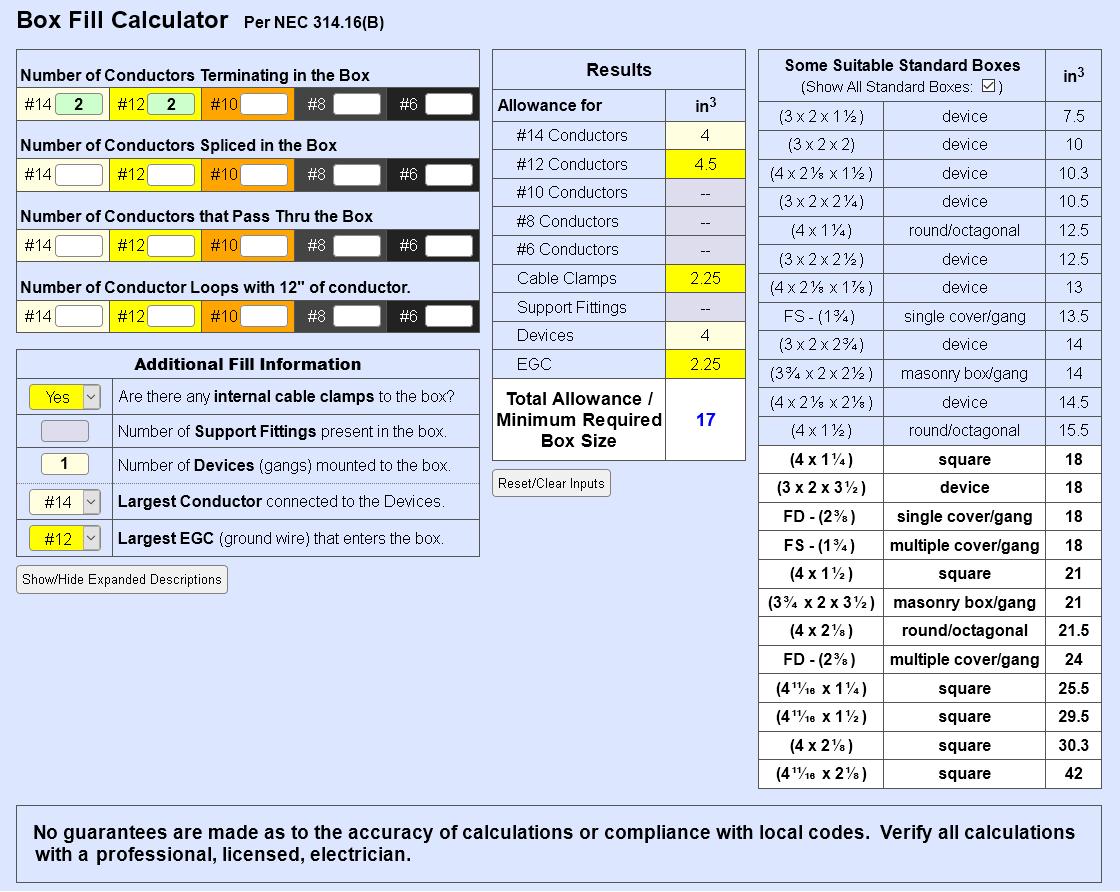 Box Fill Calculator Per NEC 314.16(B)
Number of Conductors Terminating in the Box
#14 2 #12 2 #10 #8 #6
Number of Conductors Spliced in the Box
#14 #12 #10 #8 #6
Number of Conductors that Pass Thru the Box
#14 #12 #10 #8 #6
Number of Conductor Loops with 12" of conductor.
#14 #12 #10 #8 #6
Additional Fill Information
Yes Are there any internal cable clamps to the box?
Number of Support Fittings present in the box.
1 Number of Devices (gangs) mounted to the box.
#14 Largest Conductor connected to the Devices.
#12 Largest EGC (ground wire) that enters the box.
Show/Hide Expanded Descriptions
Results
Allowance for in³
#14 Conductors 4
#12 Conductors 4.5
#10 Conductors --
#8 Conductors --
#6 Conductors --
Cable Clamps 2.25
Support Fittings --
Devices 4
EGC 2.25
Total Allowance /
Minimum Required 17
Box Size
Reset/Clear Inputs
Some Suitable Standard Boxes in³
(Show All Standard Boxes: ☑)
(3 x 2 x 1½) device 7.5
(3 x 2 x 2) device 10
(4 x 2⅛ x 1½) device 10.3
(3 x 2 x 2¼) device 10.5
(4 x 1¼) round/octagonal 12.5
(3 x 2 x 2½) device 12.5
(4 x 2⅛ x 1⅞) device 13
FS - (1¾) single cover/gang 13.5
(3 x 2 x 2¾) device 14
(3¾ x 2 x 2½) masonry box/gang 14
(4 x 2⅛ x 2⅛) device 14.5
(4 x 1½) round/octagonal 15.5
(4 x 1¼) square 18
(3 x 2 x 3½) device 18
FD - (2⅜) single cover/gang 18
FS - (1¾) multiple cover/gang 18
(4 x 1½) square 21
(3¾ x 2 x 3½) masonry box/gang 21
(4 x 2⅛) round/octagonal 21.5
FD - (2⅜) multiple cover/gang 24
(4¹¹⁄₁₆ x 1¼) square 25.5
(4¹¹⁄₁₆ x 1½) square 29.5
(4 x 2⅛) square 30.3
(4¹¹⁄₁₆ x 2⅛) square 42
No guarantees are made as to the accuracy of calculations or compliance with local codes. Verify all calculations
with a professional, licensed, electrician.